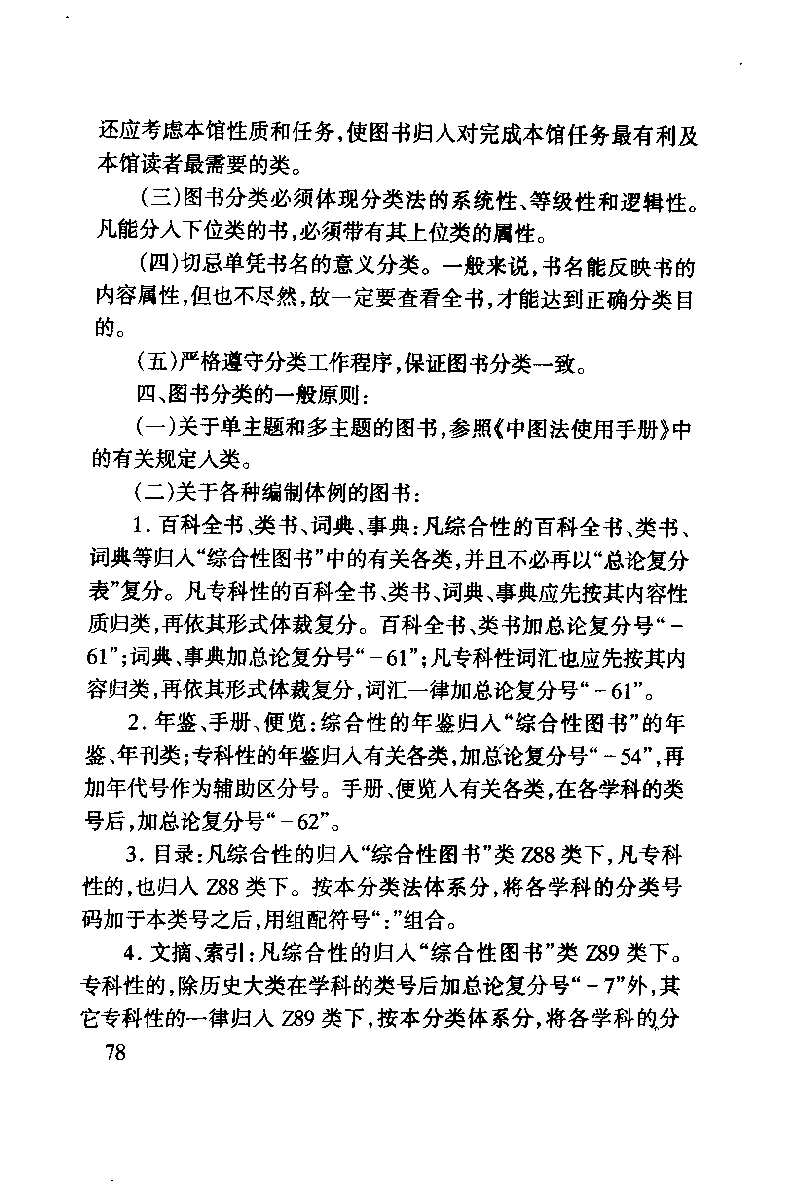 还应考虑本馆性质和任务,使图书归入对完成本馆任务最有利及
本馆读者最需要的类。
(三)图书分类必须体现分类法的系统性、等级性和逻辑性。
凡能分入下位类的书,必须带有其上位类的属性。
(四)切忌单凭书名的意义分类。一般来说,书名能反映书的
内容属性,但也不尽然,故一定要查看全书,才能达到正确分类目
的。
(五)严格遵守分类工作程序,保证图书分类一致。
四、图书分类的一般原则:
(一)关于单主题和多主题的图书,参照《中图法使用手册》中
的有关规定入类。
(二)关于各种编制体例的图书:
1. 百科全书、类书、词典、事典:凡综合性的百科全书、类书、
词典等归入“综合性图书”中的有关各类,并且不必再以“总论复分
表”复分。凡专科性的百科全书、类书、词典、事典应先按其内容性
质归类,再依其形式体裁复分。百科全书、类书加总论复分号“-
61”;词典、事典加总论复分号“-61”;凡专科性词汇也应先按其内
容归类,再依其形式体裁复分,词汇一律加总论复分号“-61”。
2. 年鉴、手册、便览:综合性的年鉴归入“综合性图书”的年
鉴、年刊类;专科性的年鉴归入有关各类,加总论复分号“-54”,再
加年代号作为辅助区分号。手册、便览入有关各类,在各学科的类
号后,加总论复分号“-62”。
3. 目录:凡综合性的归入“综合性图书”类 Z88 类下,凡专科
性的,也归入 Z88 类下。按本分类法体系分,将各学科的分类号
码加于本类号之后,用组配符号“:”组合。
4. 文摘、索引:凡综合性的归入“综合性图书”类 Z89 类下。
专科性的,除历史大类在学科的类号后加总论复分号“-7”外,其
它专科性的一律归入 Z89 类下,按本分类体系分,将各学科的分
78